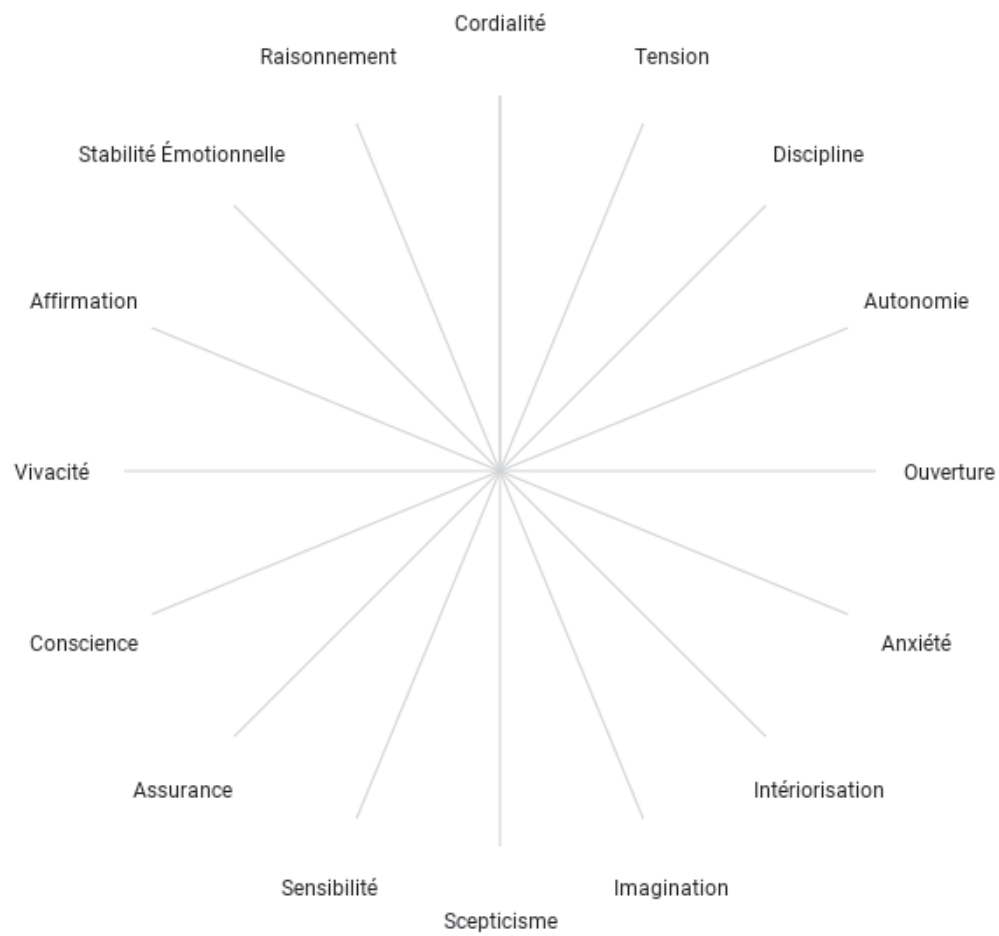 Cordialité
Raisonnement
Tension
Stabilité Émotionnelle
Discipline
Affirmation
Autonomie
Vivacité
Ouverture
Conscience
Anxiété
Assurance
Intériorisation
Sensibilité
Imagination
Scepticisme